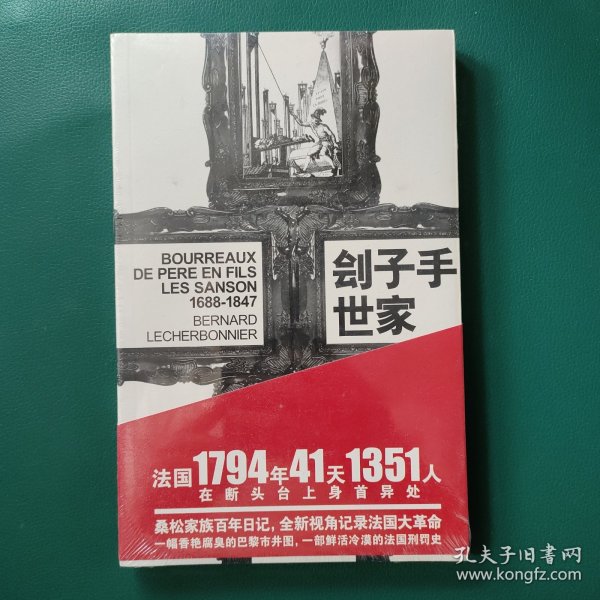 BOURREAUX
DE PERE EN FILS
LES SANSON
1688-1847
BERNARD
LECHERBONNIER
刽子手
世家
法国1794年41天1351人
在断头台上身首异处
桑松家族百年日记，全新视角记录法国大革命
一幅香艳腐臭的巴黎市井图，一部鲜活冷漠的法国刑罚史
孔夫子旧书网
www.kongfz.com